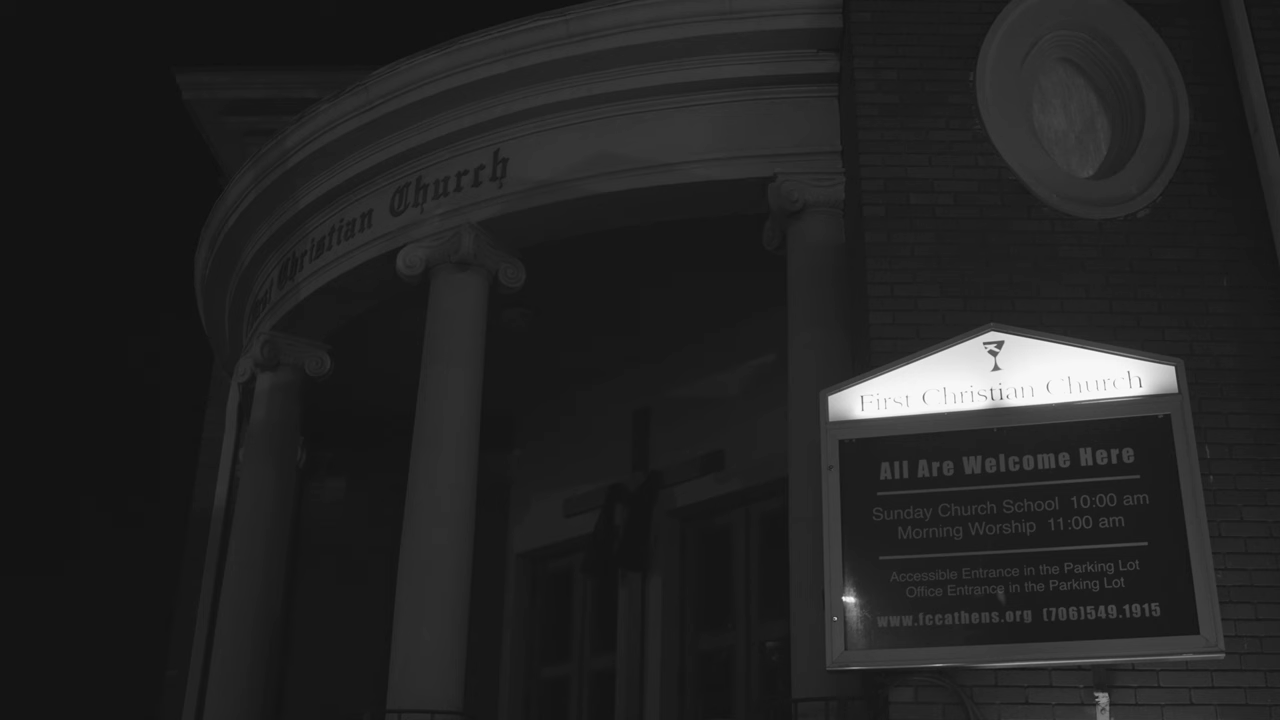 First Christian Church
First Christian Church
All Are Welcome Here
Sunday Church School 10:00 am
Morning Worship 11:00 am
Accessible Entrance in the Parking Lot
Office Entrance in the Parking Lot
www.fccathens.org (706)549.1915